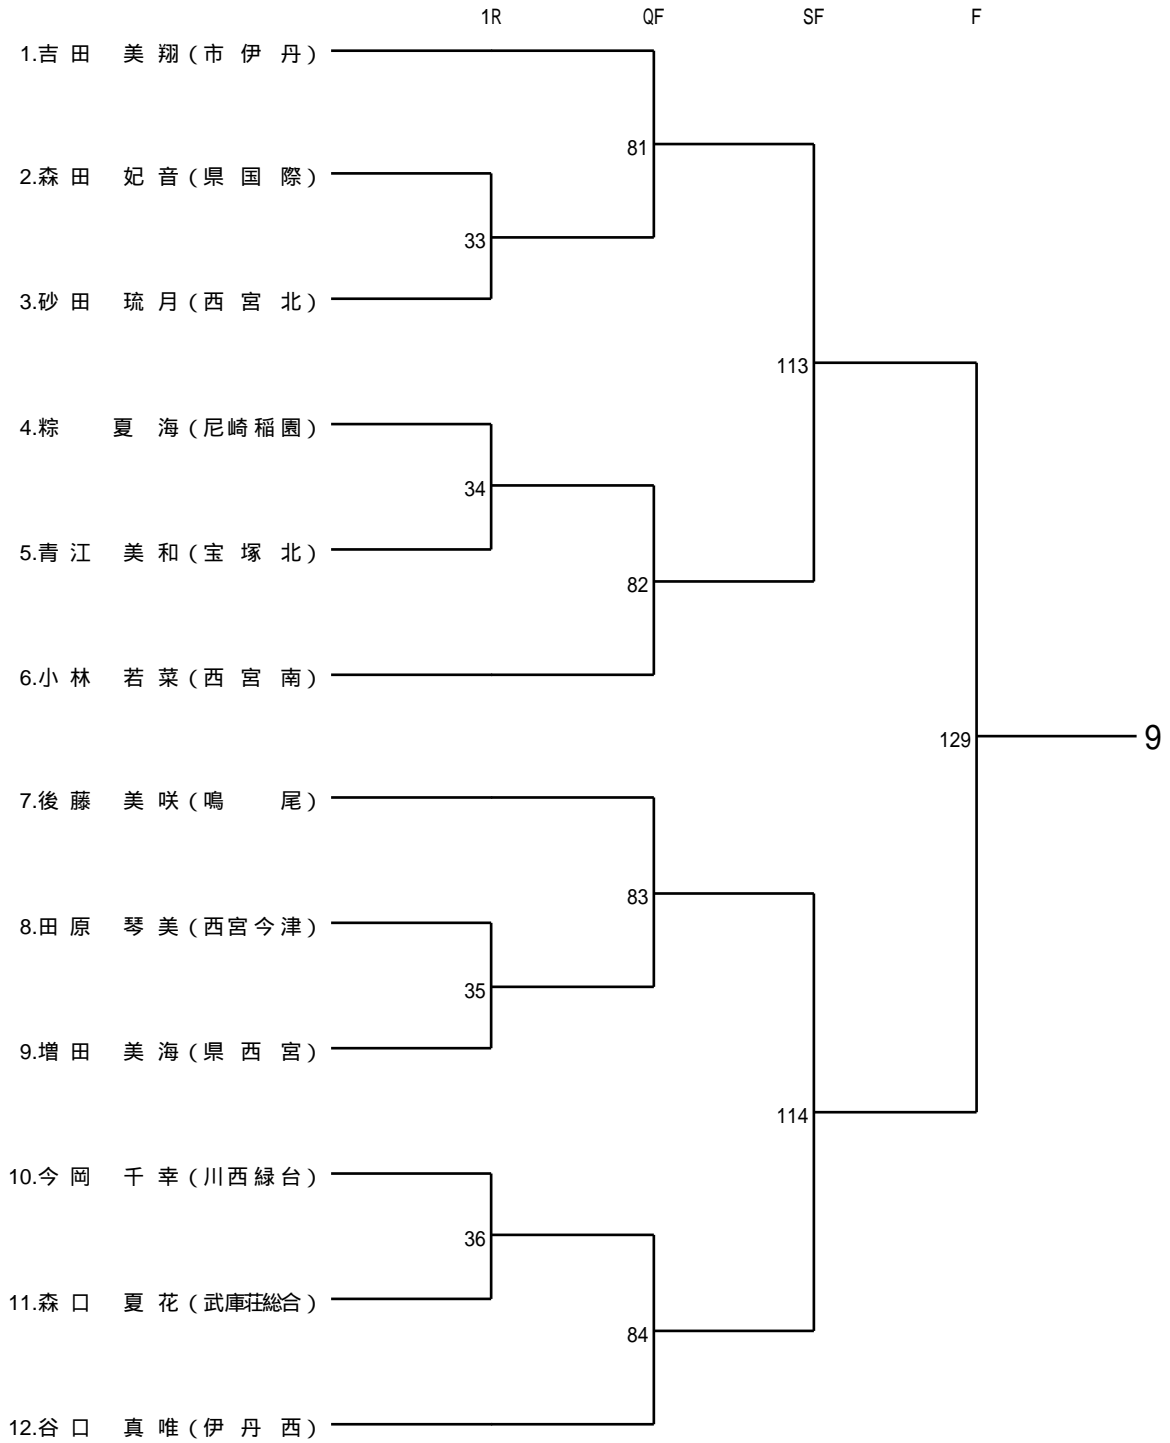 1R QF SF F
1.吉田 美翔(市伊丹)
81
2.森田 妃音(県国際)
33
3.砂田 琉月(西宮北)
113
4.粽 夏海(尼崎稲園)
34
5.青江 美和(宝塚北)
82
6.小林 若菜(西宮南)
129 9
7.後藤 美咲(鳴尾)
83
8.田原 琴美(西宮今津)
35
9.増田 美海(県西宮)
114
10.今岡 千幸(川西緑台)
36
11.森口 夏花(武庫荘総合)
84
12.谷口 真唯(伊丹西)